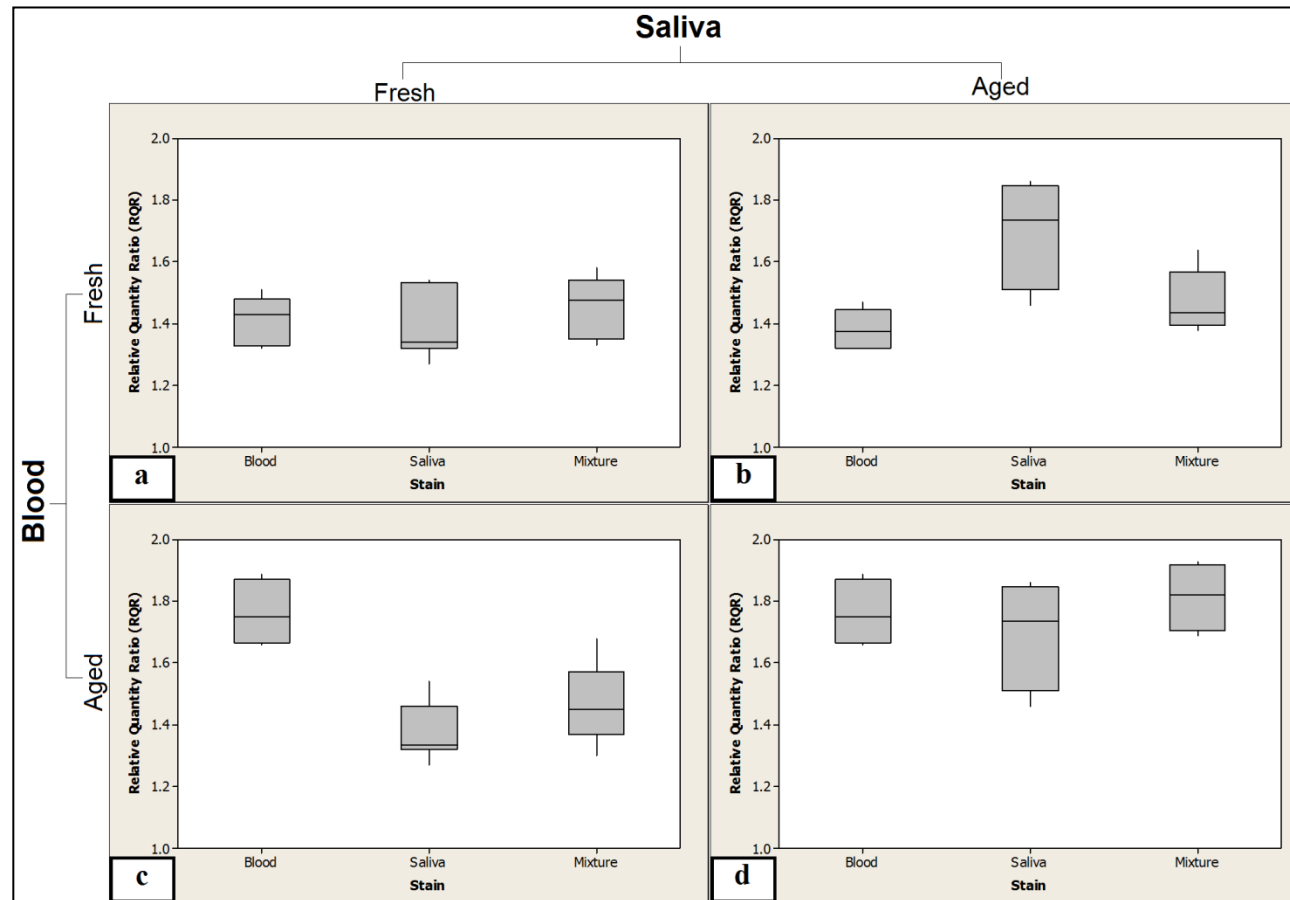 Saliva
Fresh
Aged
Blood
Fresh
Aged
Relative Quantity Ratio (RQR)
2.0
1.8
1.6
1.4
1.2
1.0
Blood Saliva Mixture
Stain
a
Relative Quantity Ratio (RQR)
2.0
1.8
1.6
1.4
1.2
1.0
Blood Saliva Mixture
Stain
b
Relative Quantity Ratio (RQR)
2.0
1.8
1.6
1.4
1.2
1.0
Blood Saliva Mixture
Stain
c
Relative Quantity Ratio (RQR)
2.0
1.8
1.6
1.4
1.2
1.0
Blood Saliva Mixture
Stain
d